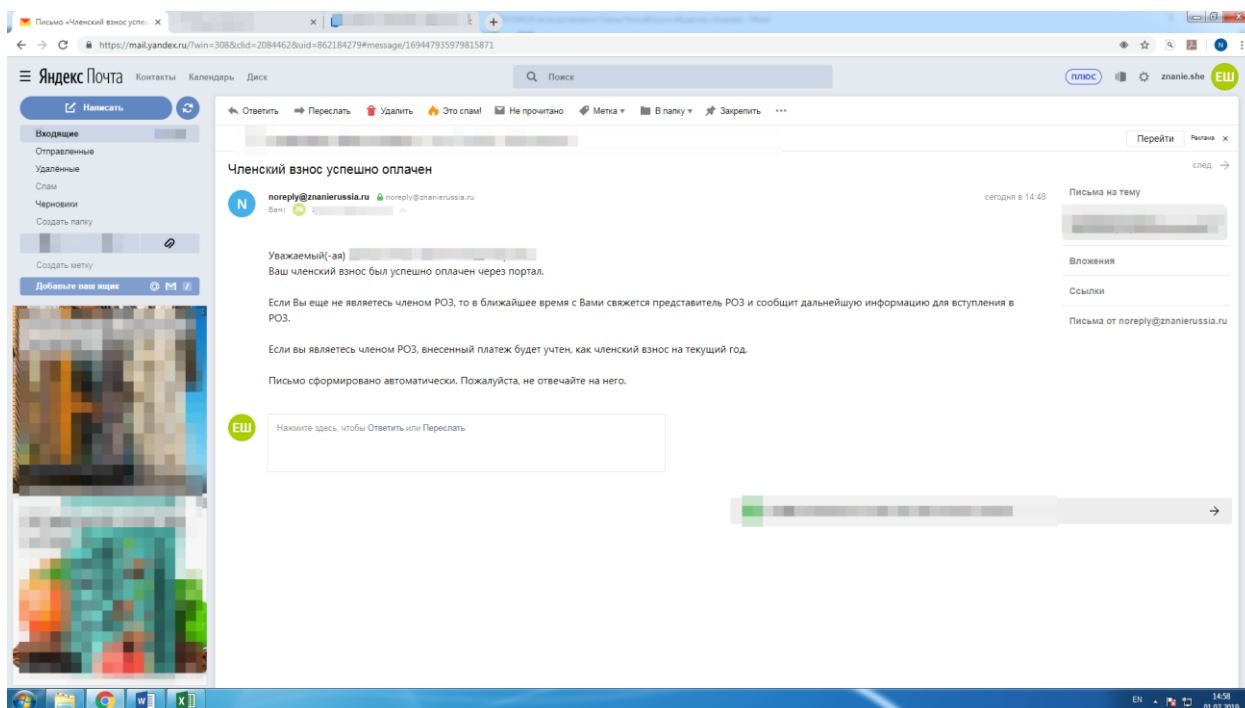 Письмо «Членский взнос успе
https://mail.yandex.ru/?win=308&clid=2084462&uid=862184279#message/169447935979815871
N
Яндекс Почта Контакты Календарь Диск
Поиск
плюс
znanie.she
ЕШ
Написать
Ответить Переслать Удалить Это спам! Не прочитано Метка В папку Закрепить
Входящие
Отправленные
Удалённые
Спам
Черновики
Создать папку
Создать метку
Добавьте ваш ящик
Перейти
Реклама
Членский взнос успешно оплачен
след.
N
noreply@znanierussia.ru noreply@znanierussia.ru
сегодня в 14:48
Вам:
Уважаемый(-ая)
Ваш членский взнос был успешно оплачен через портал.
Если Вы еще не являетесь членом РОЗ, то в ближайшее время с Вами свяжется представитель РОЗ и сообщит дальнейшую информацию для вступления в
РОЗ.
Если вы являетесь членом РОЗ, внесенный платеж будет учтен, как членский взнос на текущий год.
Письмо сформировано автоматически. Пожалуйста, не отвечайте на него.
ЕШ
Нажмите здесь, чтобы Ответить или Переслать
Письма на тему
Вложения
Ссылки
Письма от noreply@znanierussia.ru
EN
14:58
01.07.2019